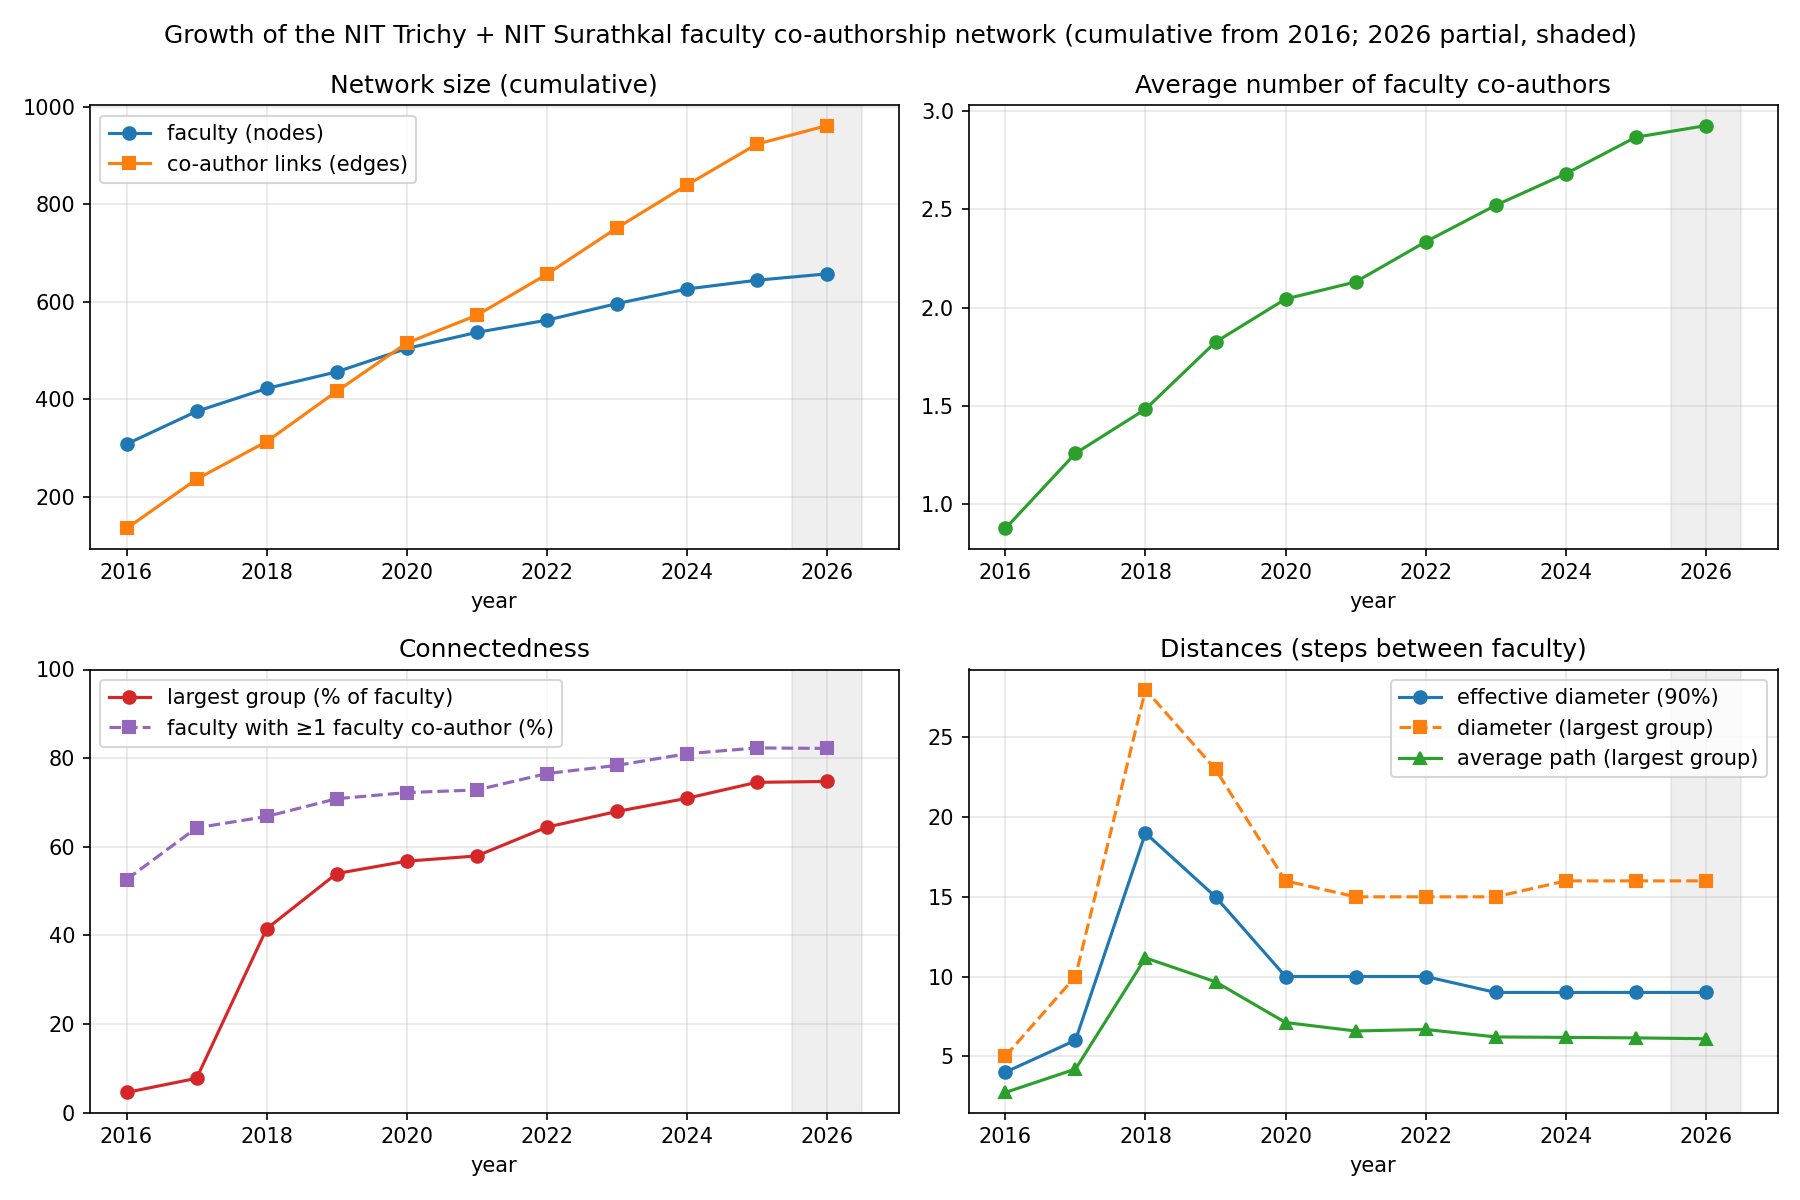 Growth of the NIT Trichy + NIT Surathkal faculty co-authorship network (cumulative from 2016; 2026 partial, shaded)
Network size (cumulative)
1000
800
600
400
200
faculty (nodes)
co-author links (edges)
2016 2018 2020 2022 2024 2026
year
Average number of faculty co-authors
3.0
2.5
2.0
1.5
1.0
2016 2018 2020 2022 2024 2026
year
Connectedness
100
80
60
40
20
0
largest group (% of faculty)
faculty with ≥1 faculty co-author (%)
2016 2018 2020 2022 2024 2026
year
Distances (steps between faculty)
25
20
15
10
5
effective diameter (90%)
diameter (largest group)
average path (largest group)
2016 2018 2020 2022 2024 2026
year